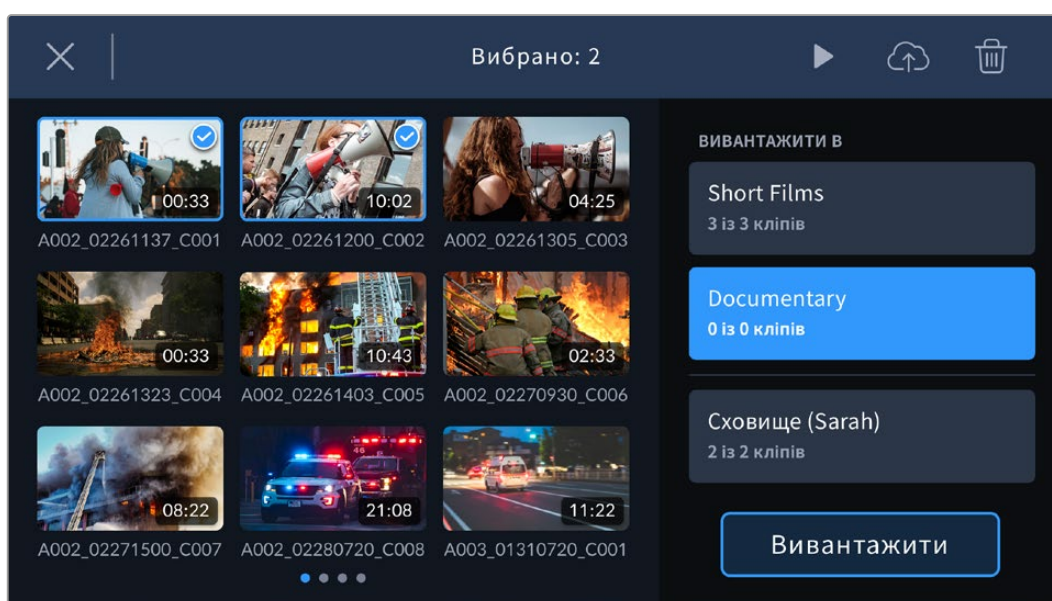 Вибрано: 2
00:33
10:02
04:25
A002_02261137_C001
A002_02261200_C002
A002_02261305_C003
00:33
10:43
02:33
A002_02261323_C004
A002_02261403_C005
A002_02270930_C006
08:22
46
21:08
11:22
A002_02271500_C007
A002_02280720_C008
A003_01310720_C001
ВИВАНТАЖИТИ В
Short Films
3 із 3 кліпів
Documentary
0 із 0 кліпів
Сховище (Sarah)
2 із 2 кліпів
Вивантажити